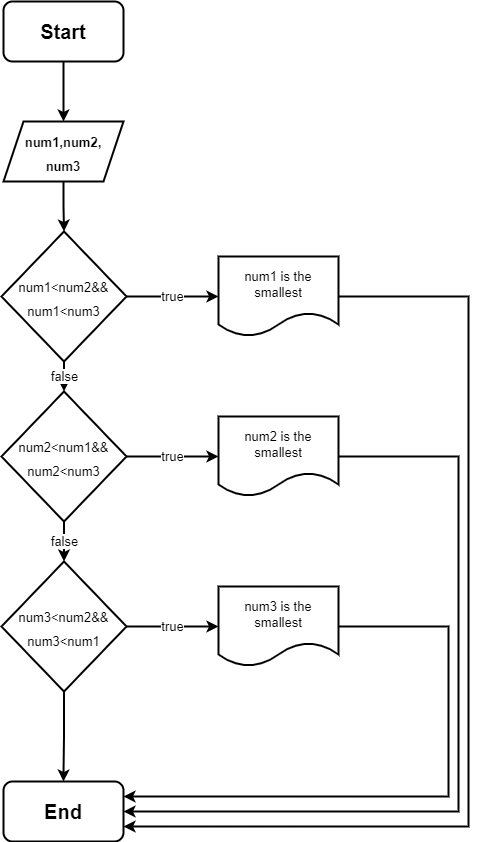 Start
num1,num2,
num3
num1<num2&&
num1<num3
true
num1 is the
smallest
false
num2<num1&&
num2<num3
true
num2 is the
smallest
false
num3<num2&&
num3<num1
true
num3 is the
smallest
End